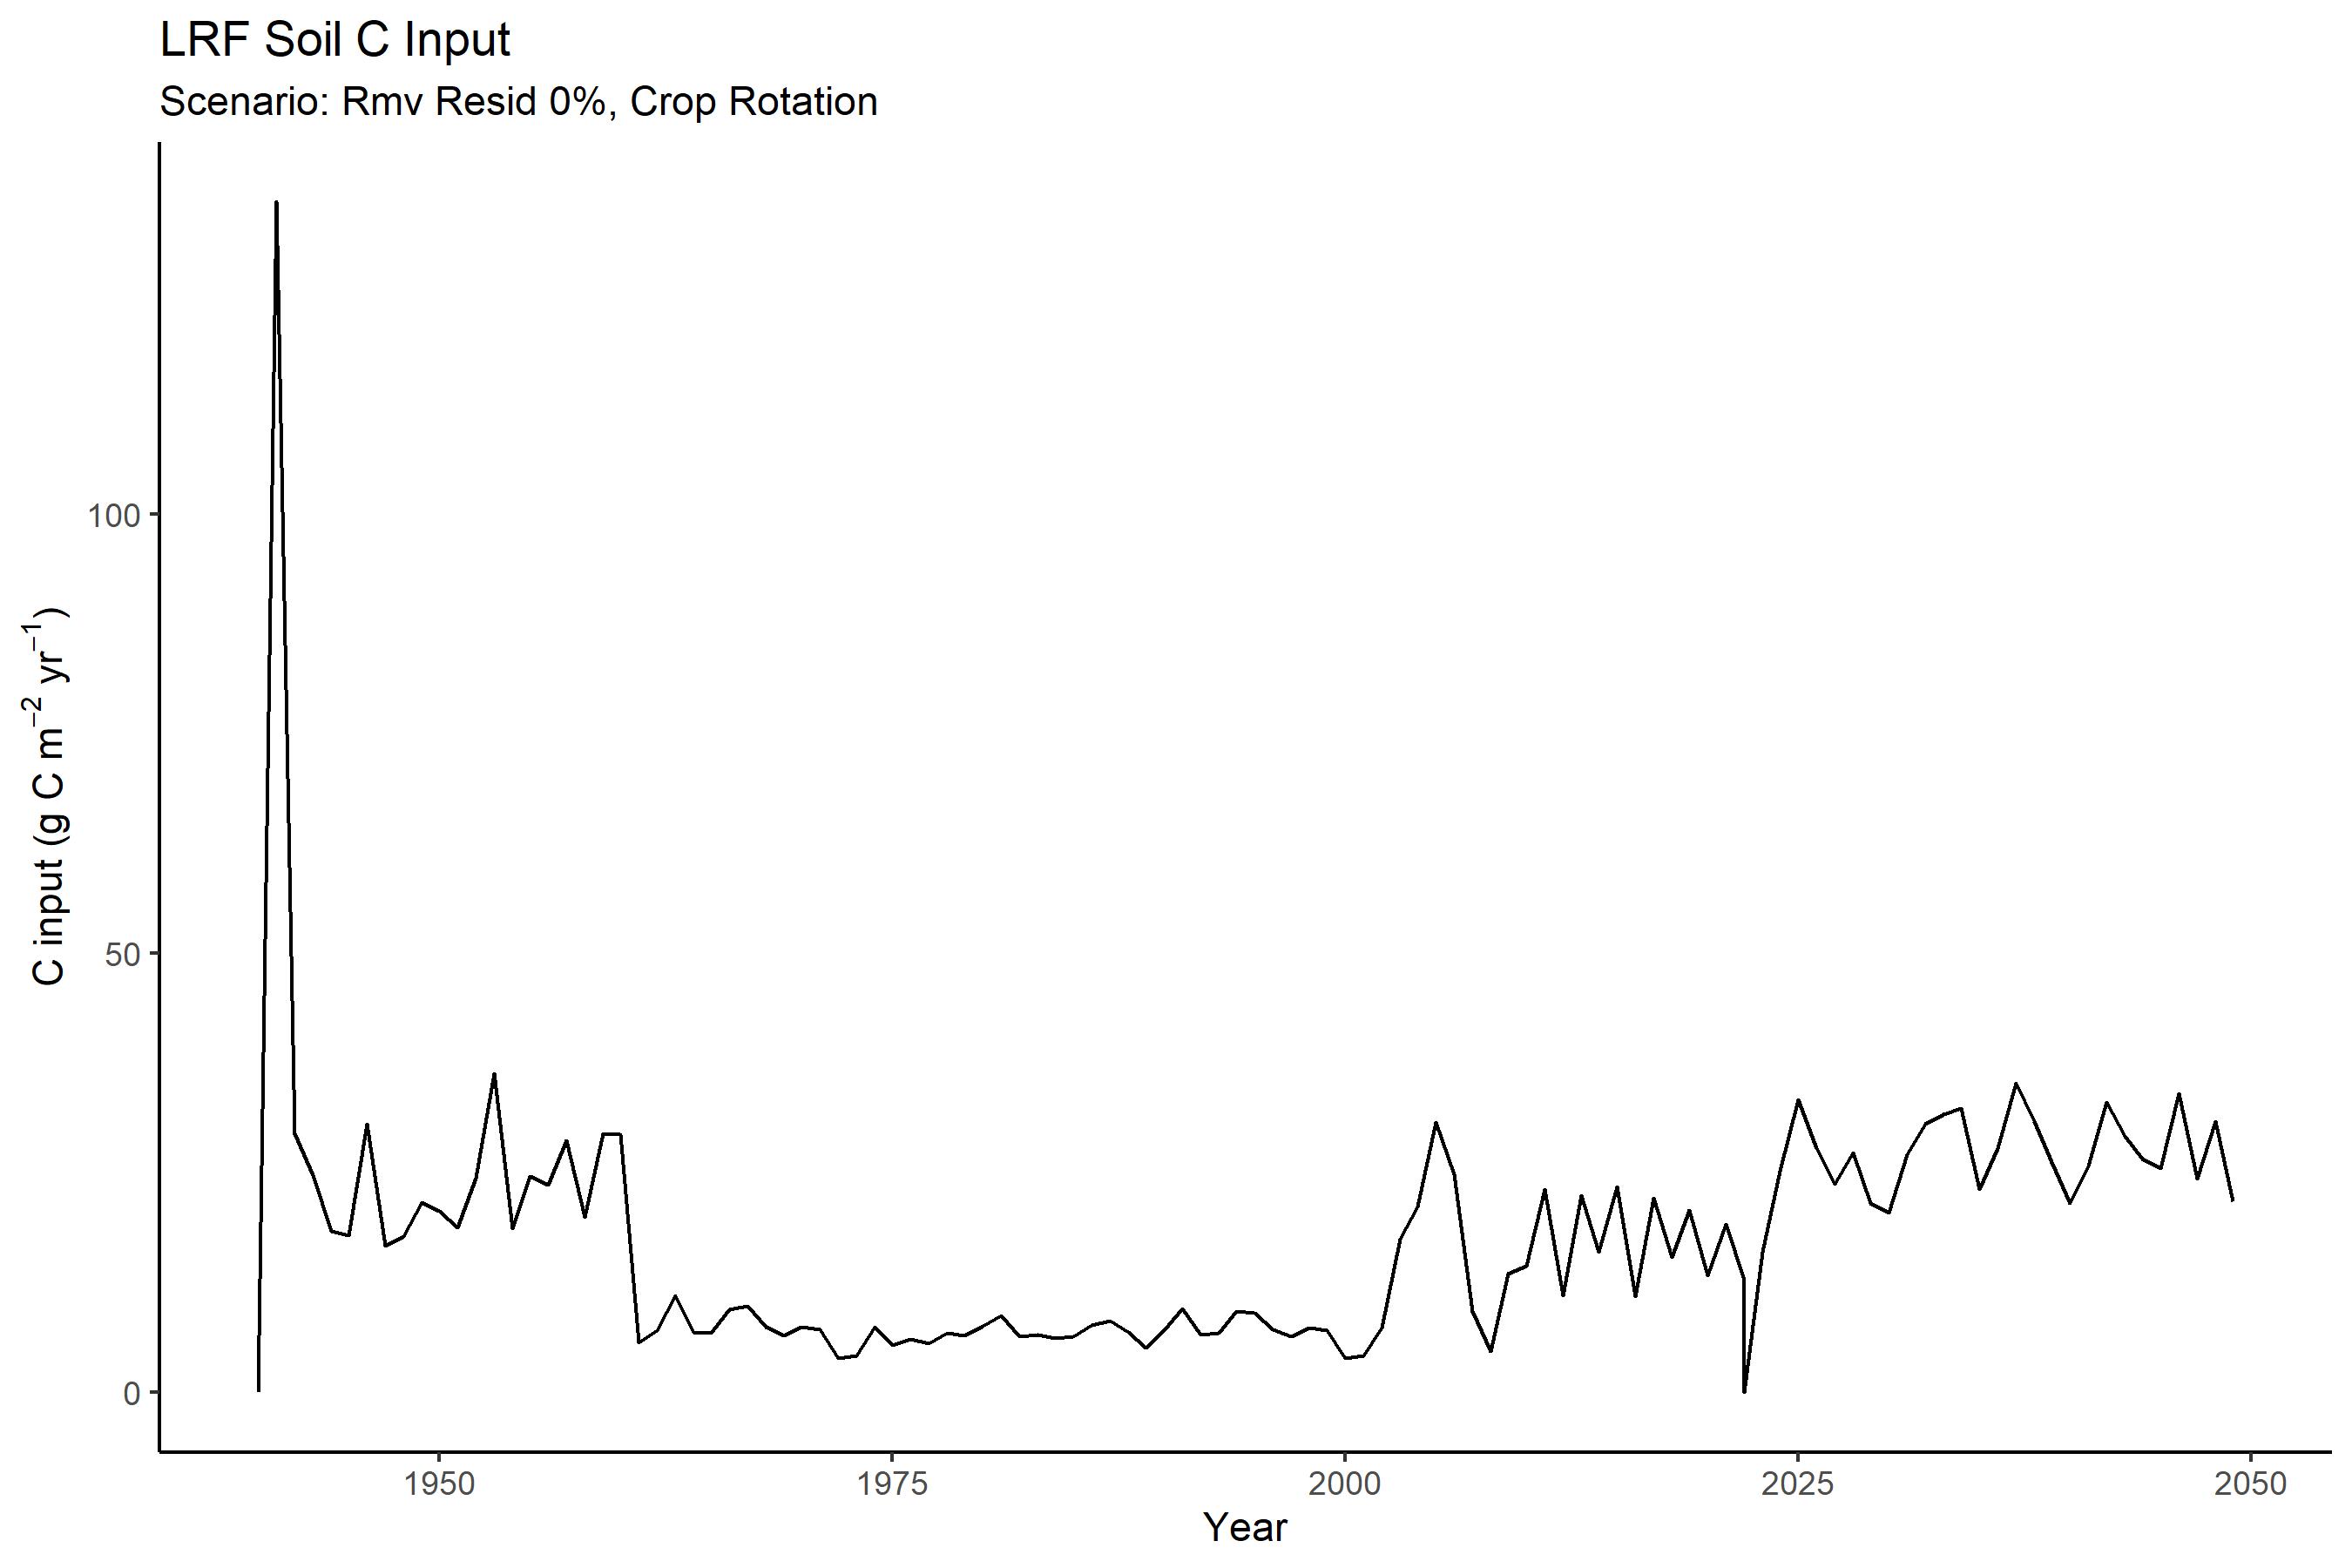 LRF Soil C Input
Scenario: Rmv Resid 0%, Crop Rotation
C input (g C m⁻² yr⁻¹)
100
50
0
1950 1975 2000 2025 2050
Year